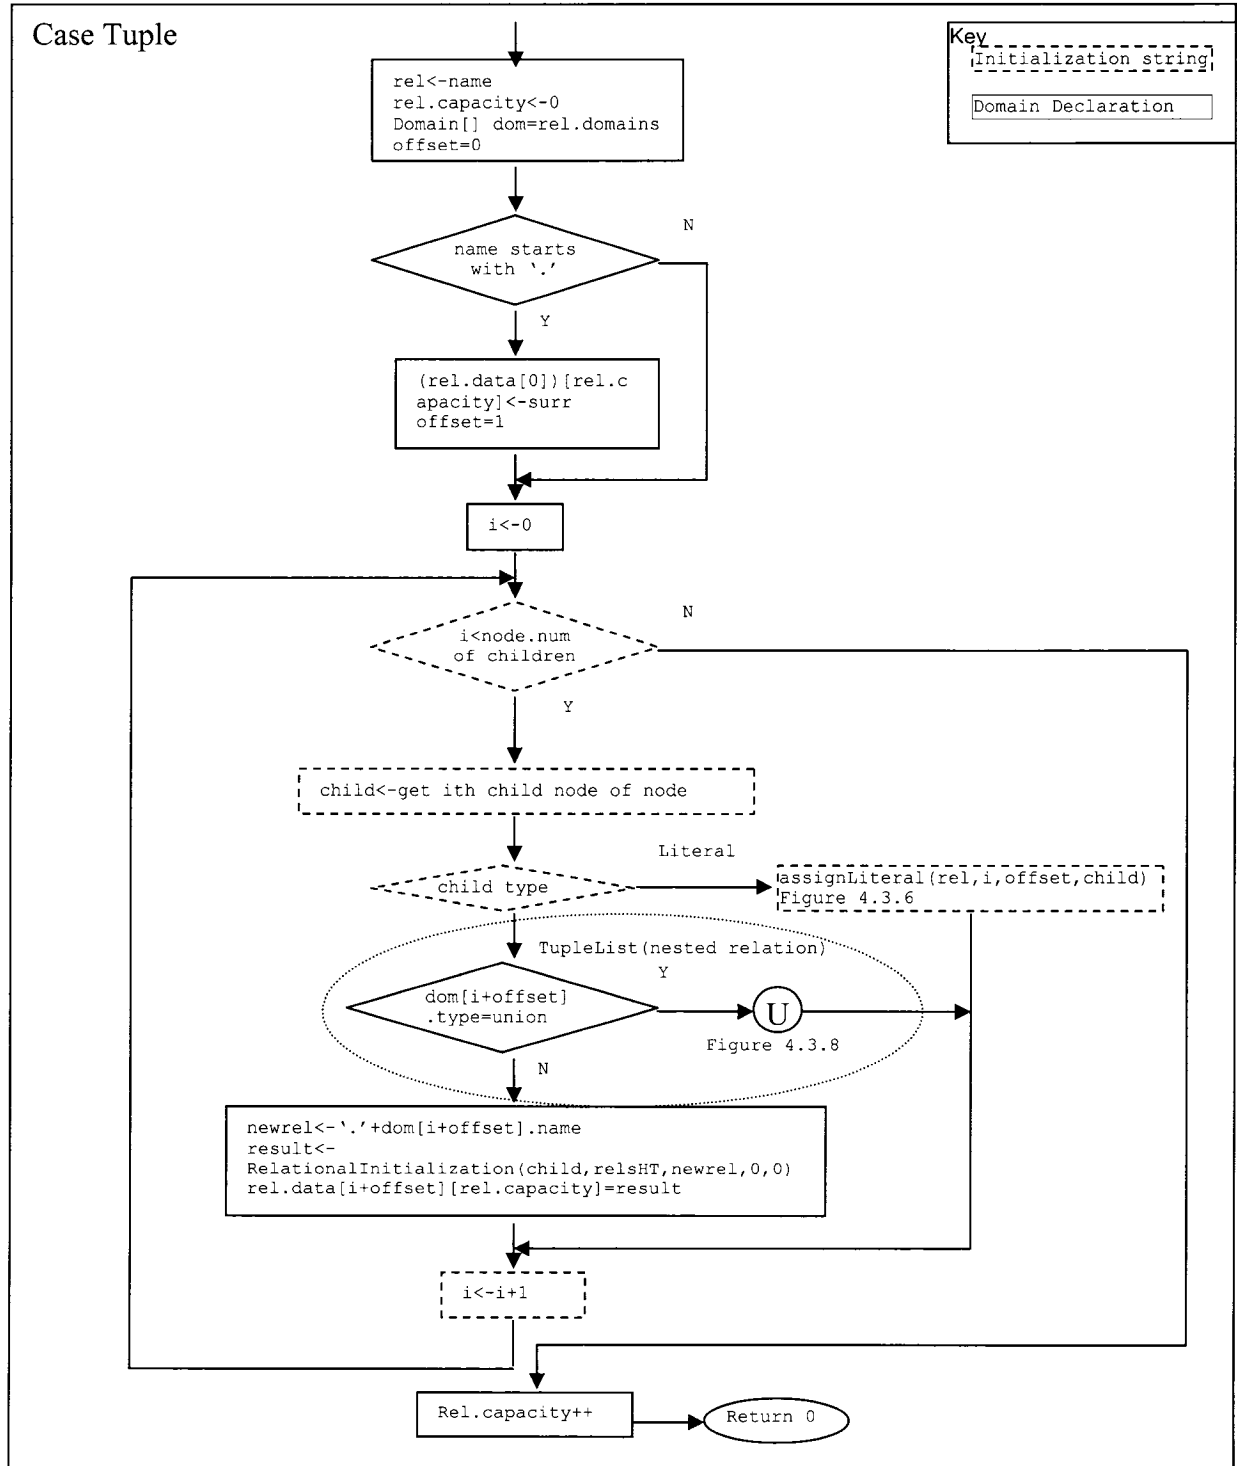 Case Tuple
Key
Initialization string
Domain Declaration
rel<-name
rel.capacity<-0
Domain[] dom=rel.domains
offset=0
name starts
with ‘.’
N
Y
(rel.data[0])[rel.c
apacity]<-surr
offset=1
i<-0
i<node.num
of children
N
Y
child<-get ith child node of node
child type
Literal
assignLiteral(rel,i,offset,child)
Figure 4.3.6
TupleList(nested relation)
dom[i+offset]
.type=union
Y
U
Figure 4.3.8
N
newrel<-‘.’+dom[i+offset].name
result<-
RelationalInitialization(child,relsHT,newrel,0,0)
rel.data[i+offset][rel.capacity]=result
i<-i+1
Rel.capacity++
Return 0